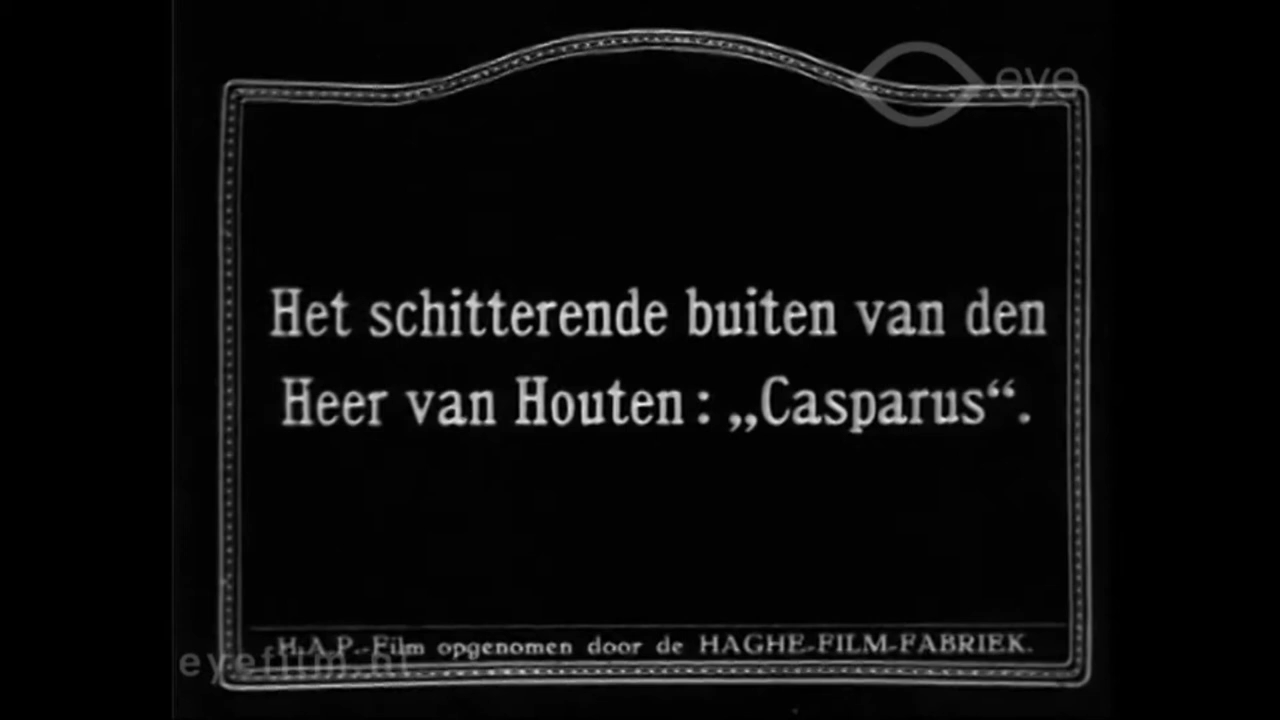 eye
Het schitterende buiten van den
Heer van Houten: „Casparus“.
H.A.P.-Film opgenomen door de HAGHE-FILM-FABRIEK.
eyefilm.nl